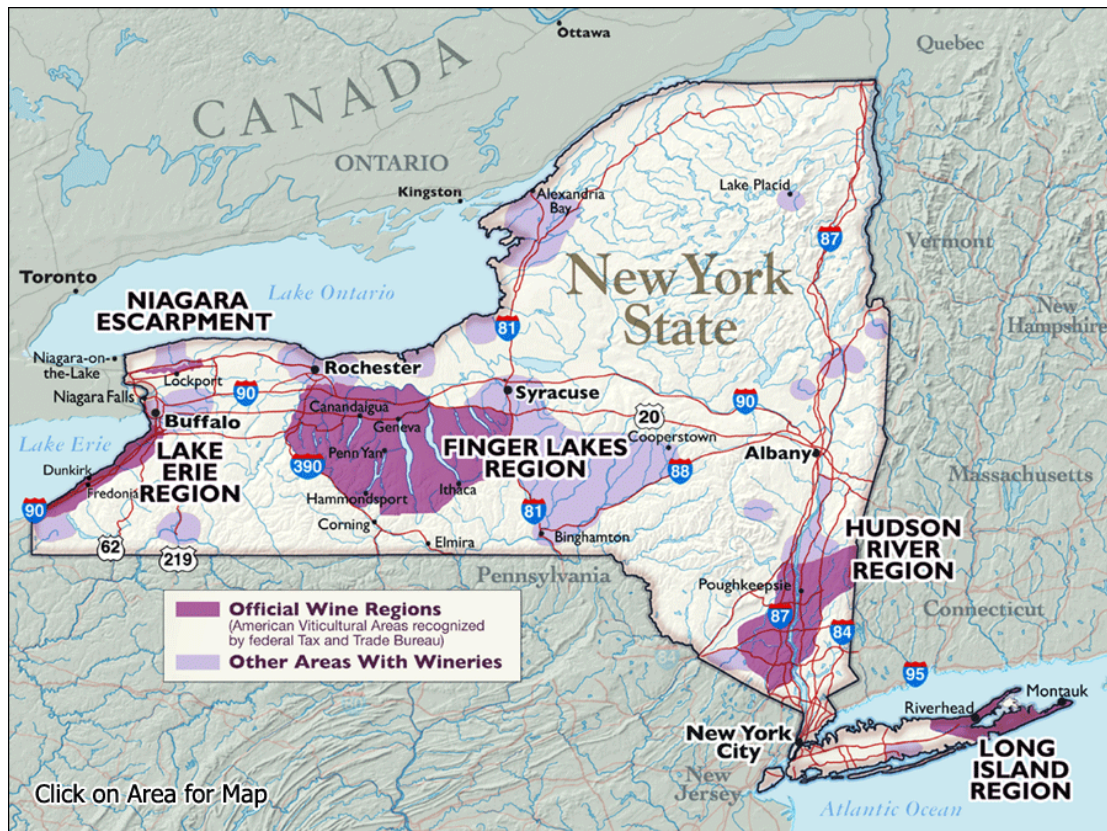 Ottawa
Quebec
CANADA
ONTARIO
Kingston
Alexandria
Bay
Lake Placid
87
Vermont
New York
State
New
Hampshire
Toronto
Lake Ontario
NIAGARA
ESCARPMENT
81
Niagara-on-
the-Lake
Lockport
Rochester
Niagara Falls
90
Syracuse
90
20
Buffalo
Canandaigua
Geneva
Lake Erie
LAKE
ERIE
REGION
FINGER LAKES
REGION
Cooperstown
Albany
Penn Yan
390
88
Massachusetts
Dunkirk
Fredonia
Hammondsport
Ithaca
90
81
Corning
Elmira
Binghamton
62
219
HUDSON
RIVER
REGION
Pennsylvania
Poughkeepsie
87
84
Connecticut
Official Wine Regions
(American Viticultural Areas recognized
by federal Tax and Trade Bureau)
Other Areas With Wineries
84
95
Montauk
Riverhead
New York
City
LONG
ISLAND
REGION
New
Jersey
Atlantic Ocean
Click on Area for Map